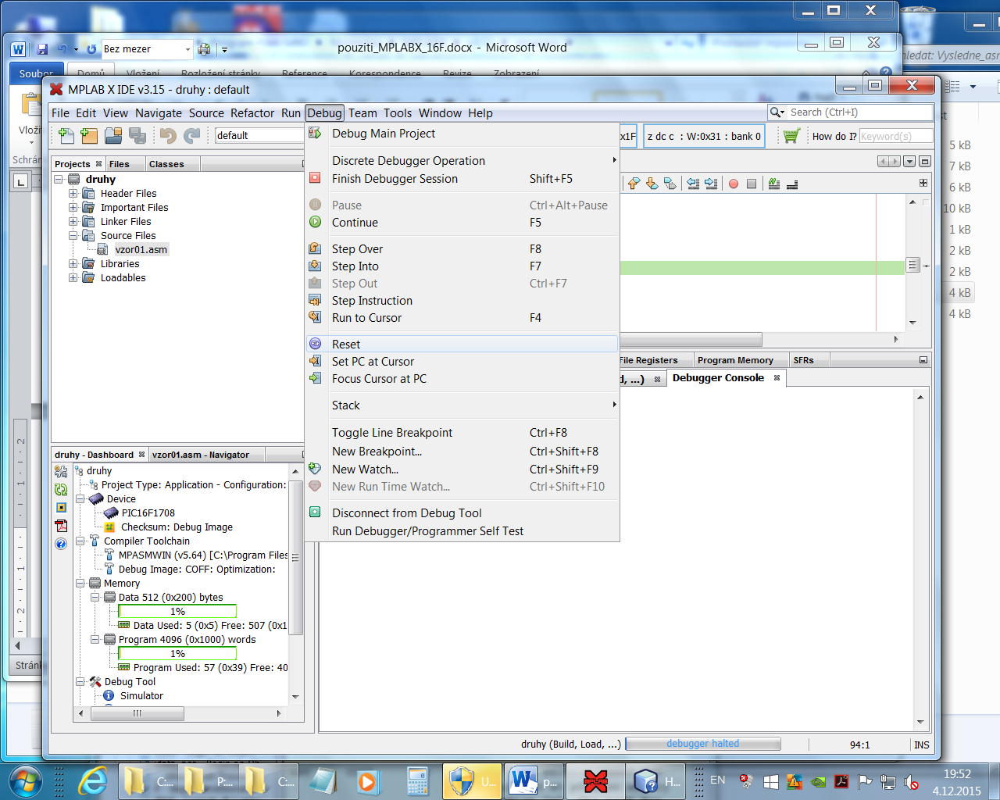 Bez mezer
pouziti_MPLABX_16F.docx - Microsoft Word
Soubor Domů Vložení Rozložení stránky Reference Korespondence Revize Zobrazení
hledat: Vysledne_asn
MPLAB X IDE v3.15 - druhy : default
File Edit View Navigate Source Refactor Run Debug Team Tools Window Help
Search (Ctrl+I)
default
x1F
z dc c : W:0x31 : bank 0
How do I?
Keyword(s)
Vloži
Schrán
Projects Files Classes
druhy
Header Files
Important Files
Linker Files
Source Files
vzor01.asm
Libraries
Loadables
Debug Main Project
Discrete Debugger Operation
Finish Debugger Session Shift+F5
Pause Ctrl+Alt+Pause
Continue F5
Step Over F8
Step Into F7
Step Out Ctrl+F7
Step Instruction
Run to Cursor F4
Reset
Set PC at Cursor
Focus Cursor at PC
Stack
Toggle Line Breakpoint Ctrl+F8
New Breakpoint... Ctrl+Shift+F8
New Watch... Ctrl+Shift+F9
New Run Time Watch... Ctrl+Shift+F10
Disconnect from Debug Tool
Run Debugger/Programmer Self Test
st
5 kB
7 kB
6 kB
10 kB
1 kB
2 kB
2 kB
4 kB
4 kB
File Registers Program Memory SFRs
d, ...) Debugger Console
druhy - Dashboard vzor01.asm - Navigator
druhy
Project Type: Application - Configuration:
Device
PIC16F1708
Checksum: Debug Image
Compiler Toolchain
MPASMWIN (v5.64) [C:\Program Files
Debug Image: COFF: Optimization:
Memory
Data 512 (0x200) bytes
1%
Data Used: 5 (0x5) Free: 507 (0x1
Program 4096 (0x1000) words
1%
Program Used: 57 (0x39) Free: 40
Debug Tool
Simulator
2
1
1
2
Stránk
druhy (Build, Load, ...)
debugger halted
94:1
INS
C:... P:... C:... U... p... H...
EN
19:52
4.12.2015